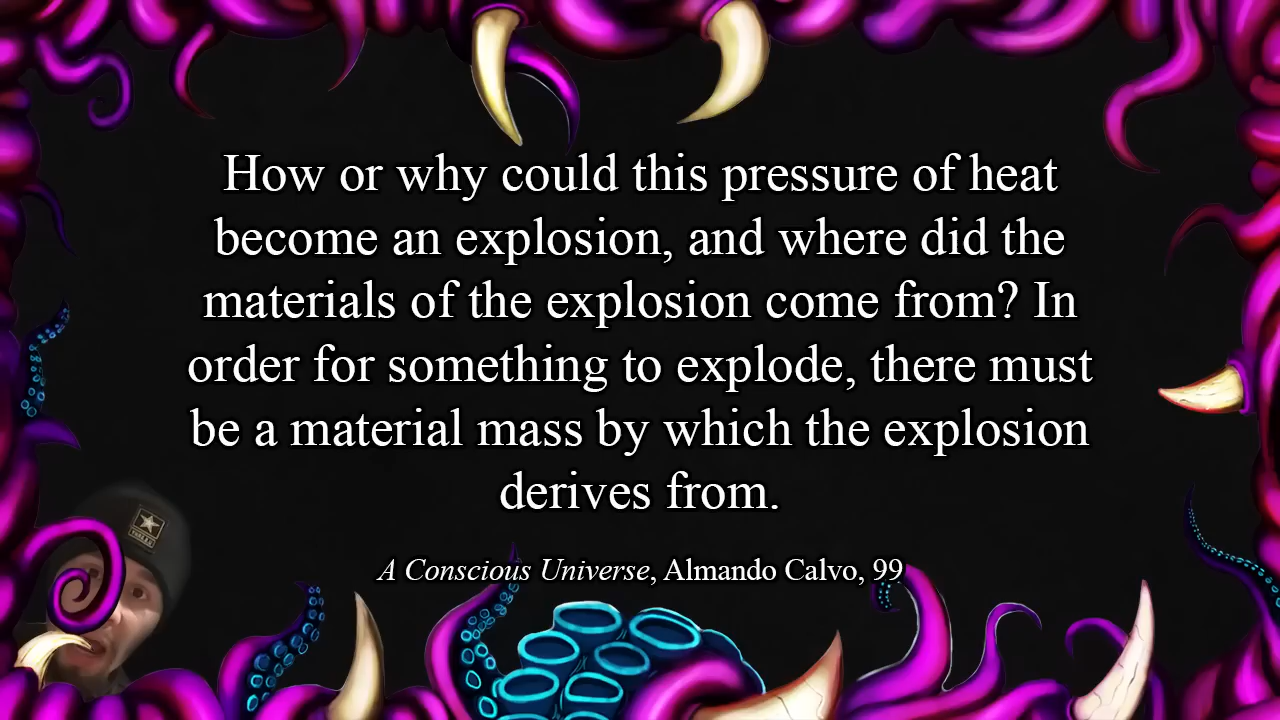 How or why could this pressure of heat
become an explosion, and where did the
materials of the explosion come from? In
order for something to explode, there must
be a material mass by which the explosion
derives from.
A Conscious Universe, Almando Calvo, 99